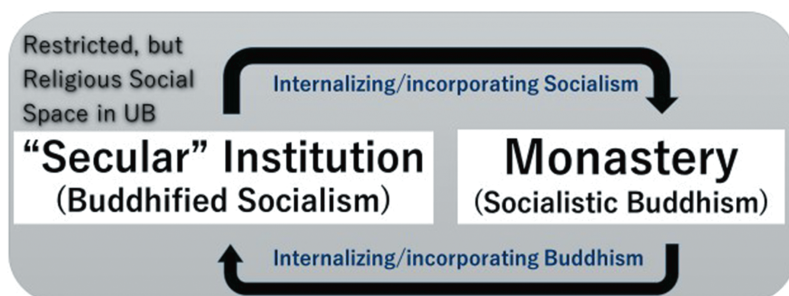 Restricted, but
Religious Social
Space in UB
Internalizing/incorporating Socialism
“Secular” Institution
(Buddhified Socialism)
Monastery
(Socialistic Buddhism)
Internalizing/incorporating Buddhism